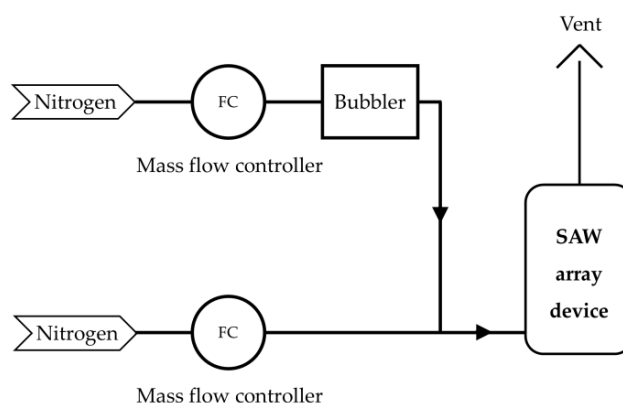 Vent
Nitrogen
FC
Bubbler
Mass flow controller
SAW
array
device
Nitrogen
FC
Mass flow controller